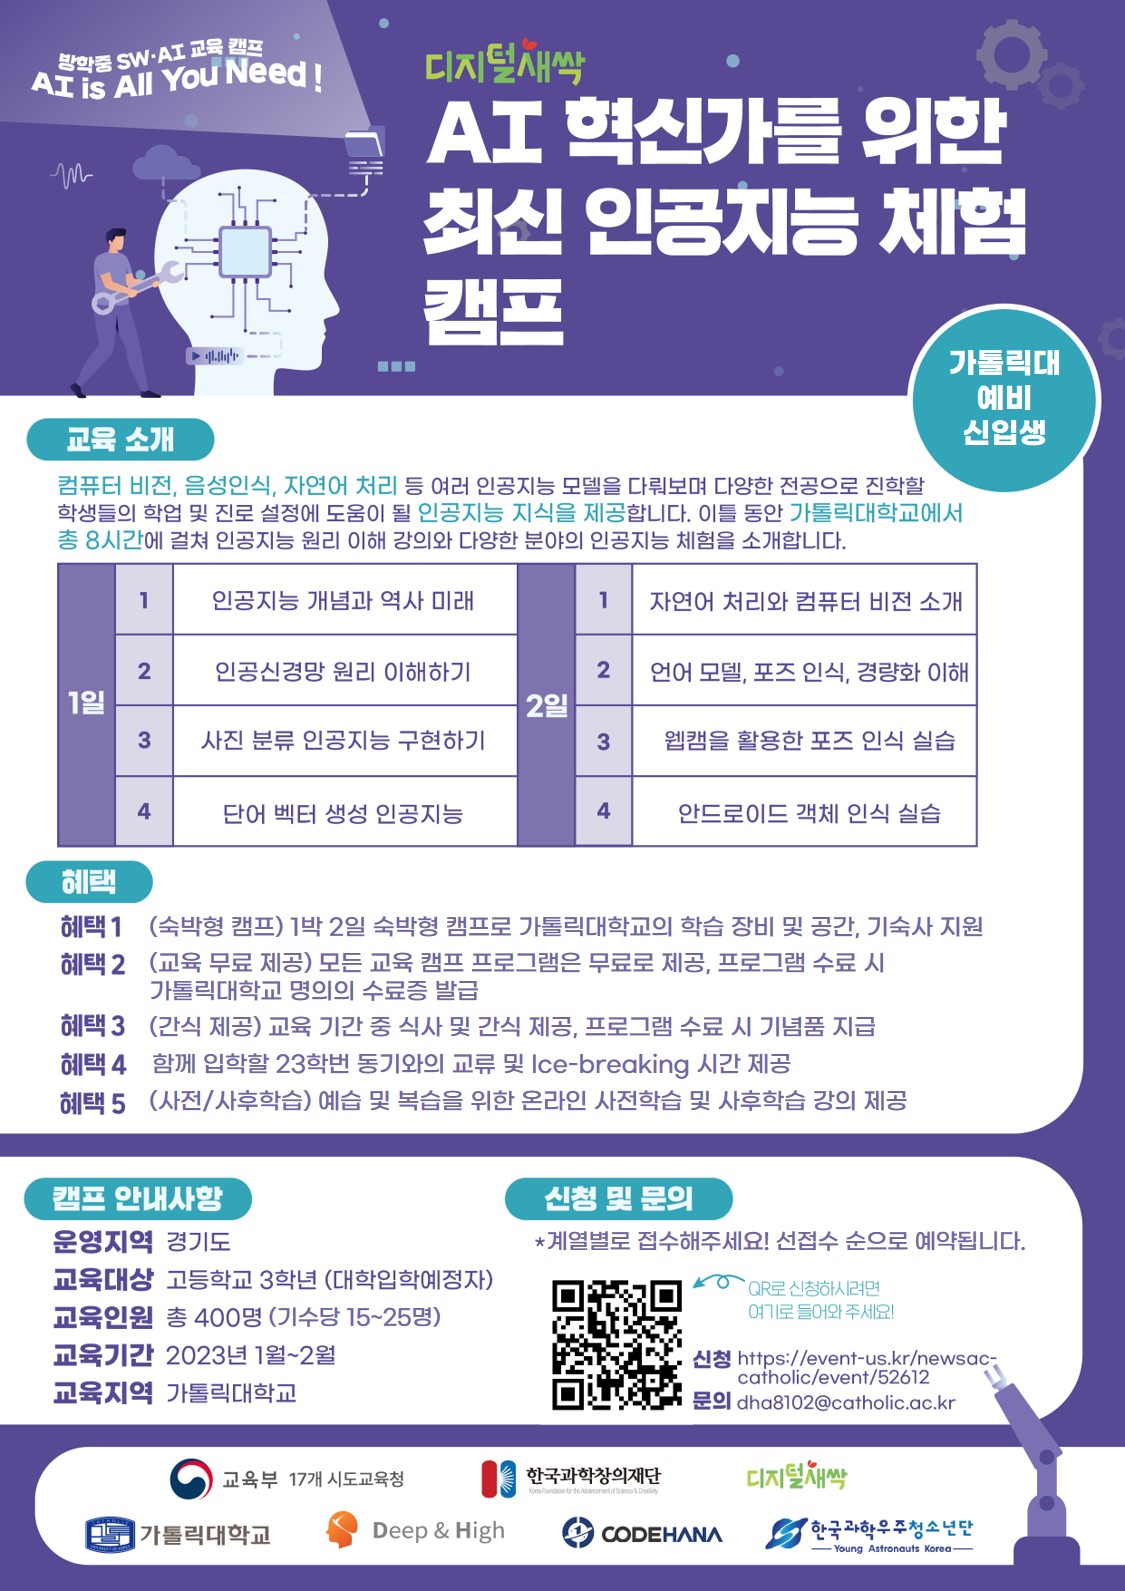 방학중 SW·AI 교육 캠프
AI is All You Need !
디지털새싹
AI 혁신가를 위한
최신 인공지능 체험
캠프
가톨릭대
예비
신입생
교육 소개
컴퓨터 비전, 음성인식, 자연어 처리 등 여러 인공지능 모델을 다뤄보며 다양한 전공으로 진학할
학생들의 학업 및 진로 설정에 도움이 될 인공지능 지식을 제공합니다. 이틀 동안 가톨릭대학교에서
총 8시간에 걸쳐 인공지능 원리 이해 강의와 다양한 분야의 인공지능 체험을 소개합니다.
1일
1 인공지능 개념과 역사 미래
2 인공신경망 원리 이해하기
3 사진 분류 인공지능 구현하기
4 단어 벡터 생성 인공지능
2일
1 자연어 처리와 컴퓨터 비전 소개
2 언어 모델, 포즈 인식, 경량화 이해
3 웹캠을 활용한 포즈 인식 실습
4 안드로이드 객체 인식 실습
혜택
혜택 1 (숙박형 캠프) 1박 2일 숙박형 캠프로 가톨릭대학교의 학습 장비 및 공간, 기숙사 지원
혜택 2 (교육 무료 제공) 모든 교육 캠프 프로그램은 무료로 제공, 프로그램 수료 시
가톨릭대학교 명의의 수료증 발급
혜택 3 (간식 제공) 교육 기간 중 식사 및 간식 제공, 프로그램 수료 시 기념품 지급
혜택 4 함께 입학할 23학번 동기와의 교류 및 Ice-breaking 시간 제공
혜택 5 (사전/사후학습) 예습 및 복습을 위한 온라인 사전학습 및 사후학습 강의 제공
캠프 안내사항
운영지역 경기도
교육대상 고등학교 3학년 (대학입학예정자)
교육인원 총 400명 (기수당 15~25명)
교육기간 2023년 1월~2월
교육지역 가톨릭대학교
신청 및 문의
*계열별로 접수해주세요! 선접수 순으로 예약됩니다.
QR로 신청하시려면
여기로 들어와 주세요!
신청 https://event-us.kr/newsac-
catholic/event/52612
문의 dha8102@catholic.ac.kr
교육부 17개 시도교육청
한국과학창의재단
Korea Foundation for the Advancement of Science & Creativity
디지털새싹
가톨릭대학교
Deep & High
CODEHANA
한국과학우주청소년단
Young Astronauts Korea